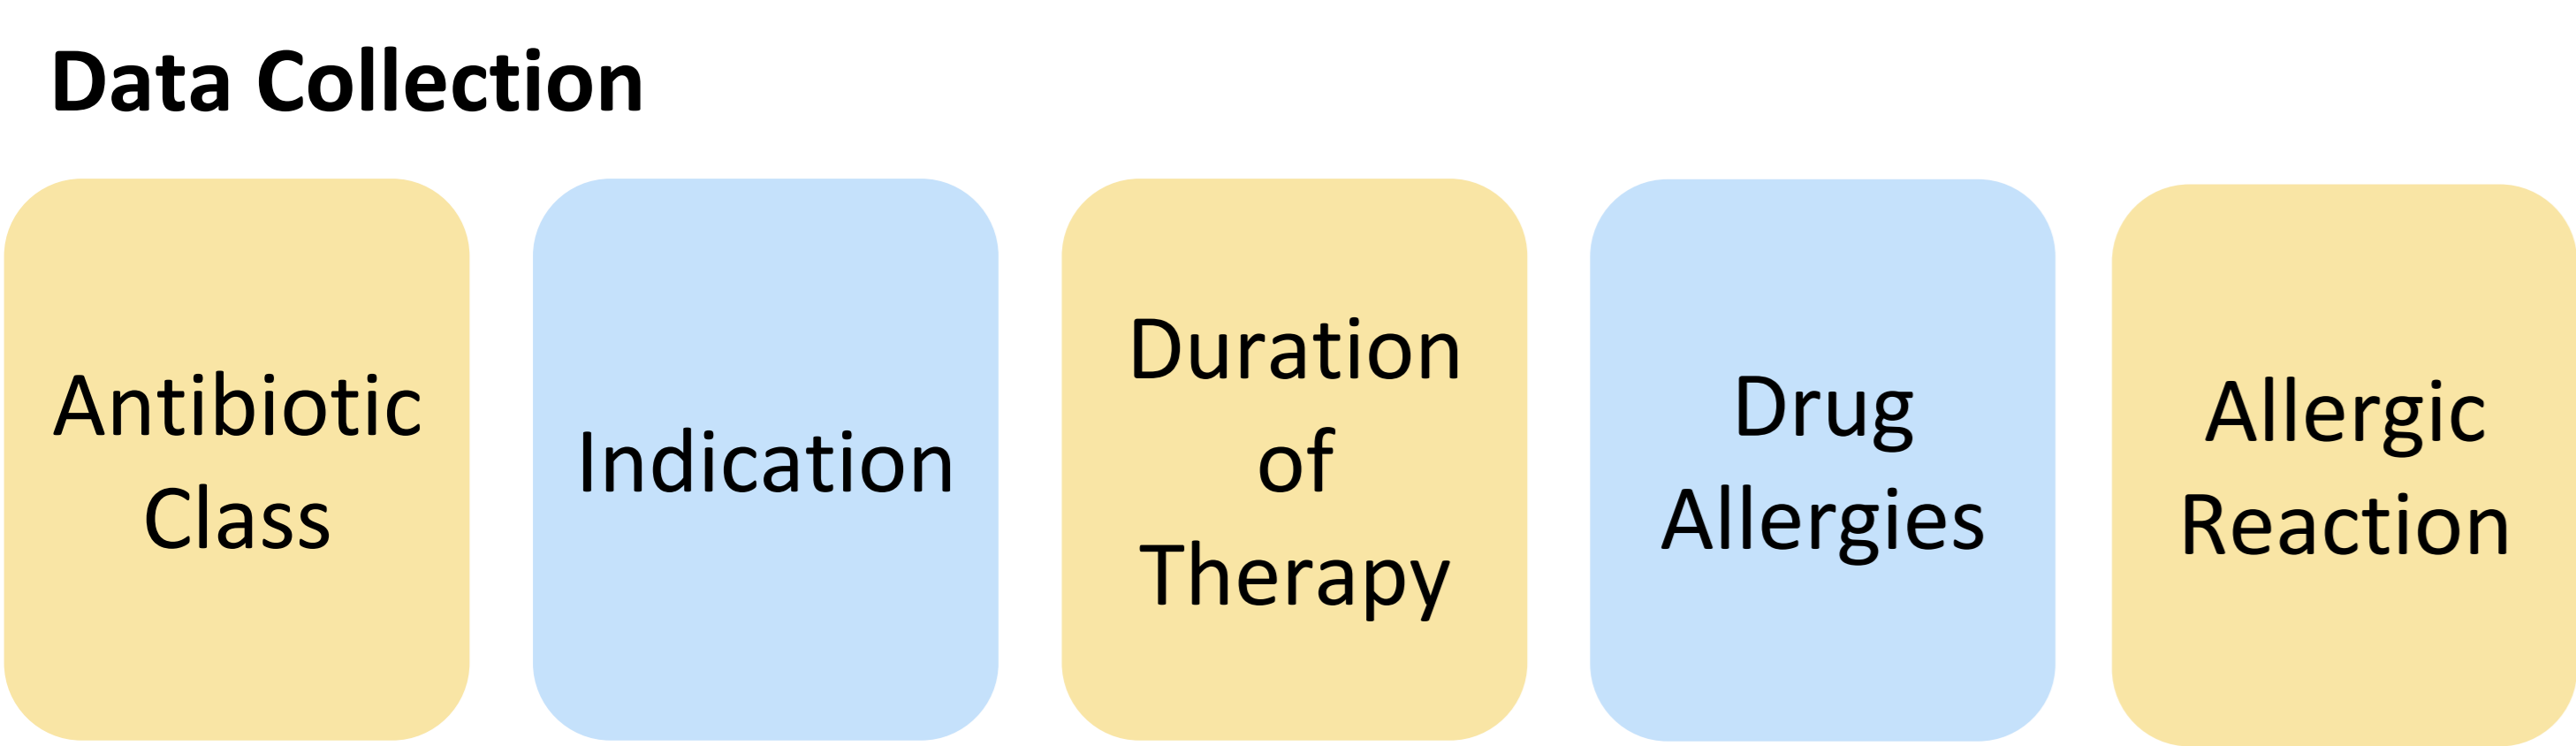 Data Collection
Antibiotic
Class
Indication
Duration
of
Therapy
Drug
Allergies
Allergic
Reaction